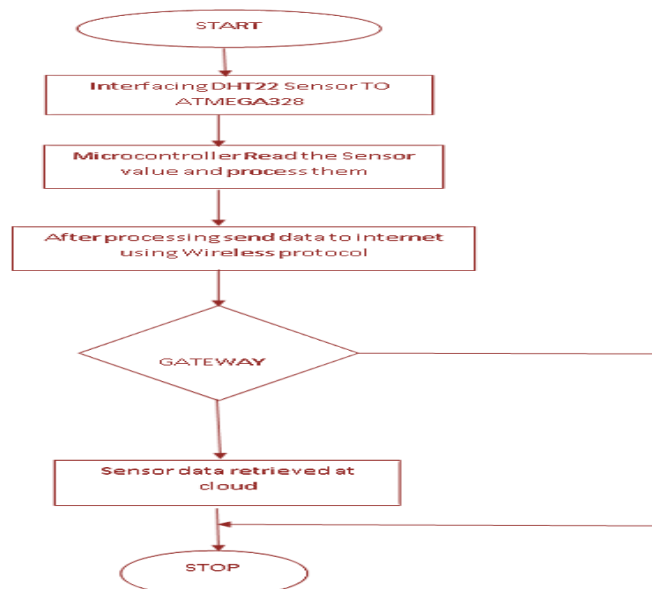 START
Interfacing DHT22 Sensor TO
ATMEGA328
Microcontroller Read the Sensor
value and process them
After processing send data to internet
using Wireless protocol
GATEWAY
Sensor data retrieved at
cloud
STOP